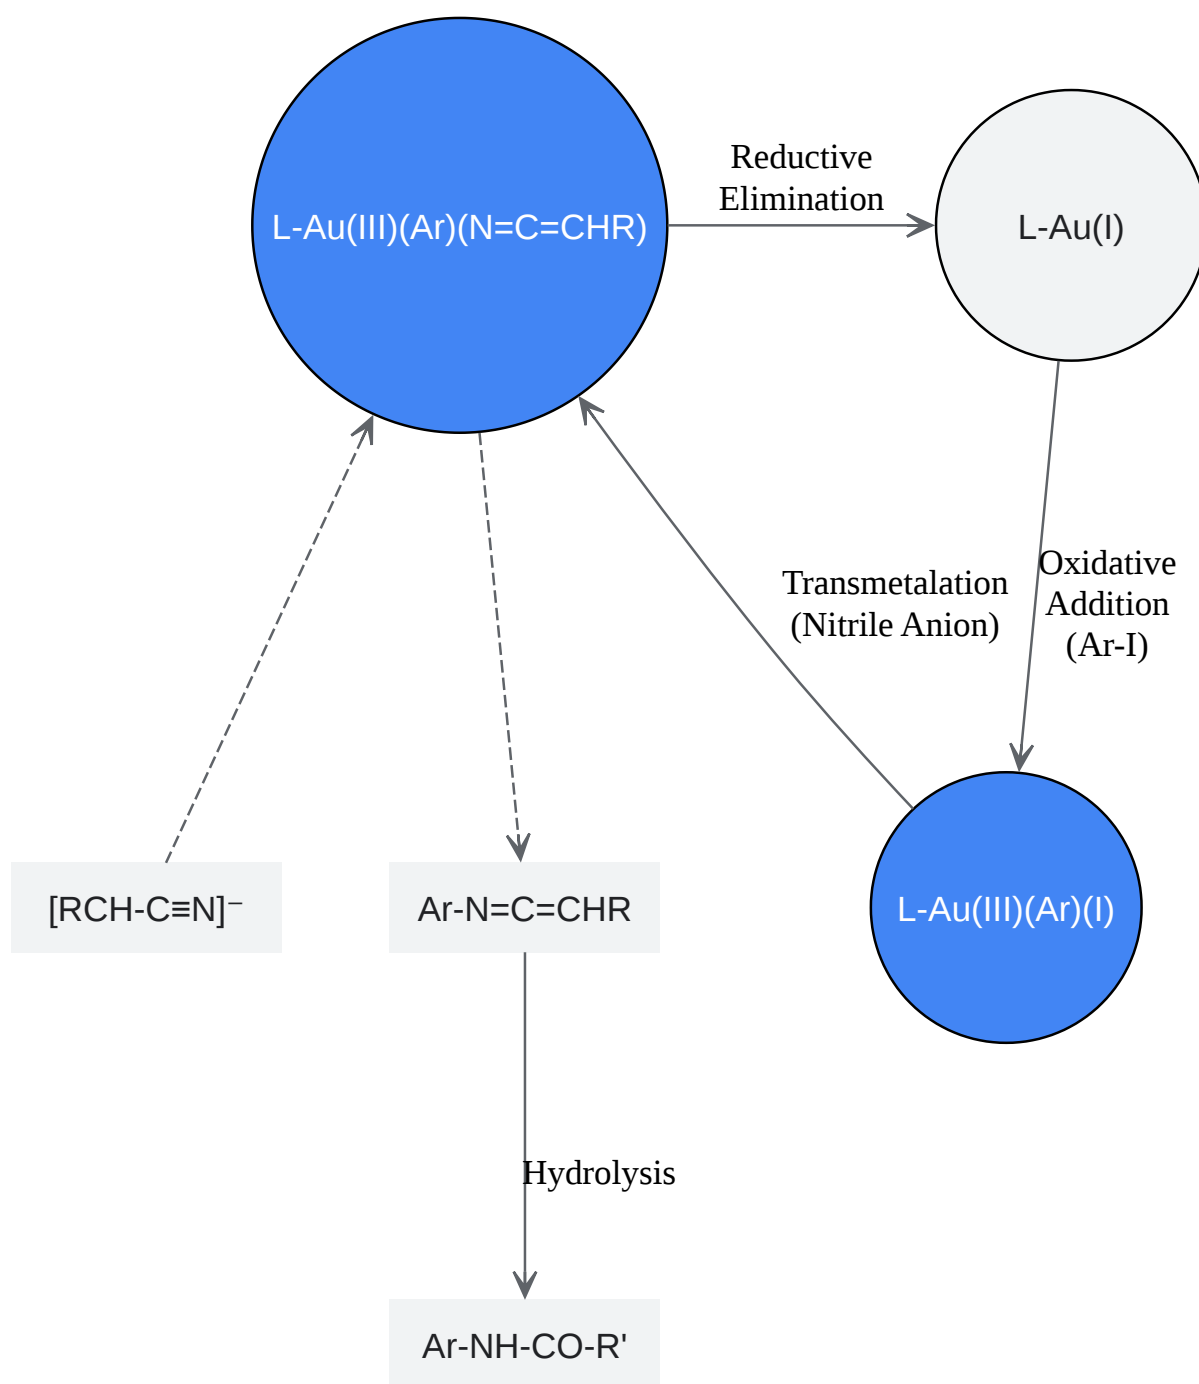 Reductive
Elimination
L-Au(III)(Ar)(N=C=CHR)
L-Au(I)
Transmetalation
(Nitrile Anion)
Oxidative
Addition
(Ar-I)
[RCH-C≡N]⁻
Ar-N=C=CHR
L-Au(III)(Ar)(I)
Hydrolysis
Ar-NH-CO-R'